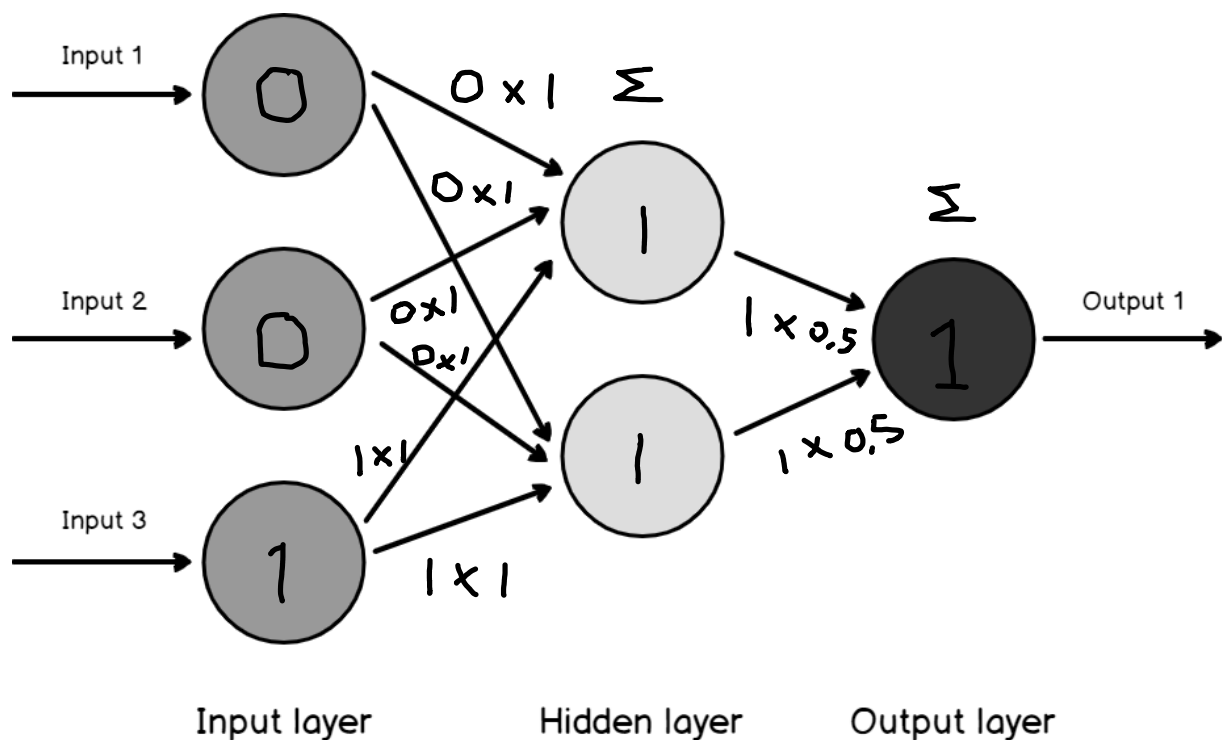 Input 1
0
0 x 1
Σ
0 x 1
1
Σ
Input 2
0
0 x 1
0 x 1
1 x 0.5
1
Output 1
1 x 1
1
1 x 0.5
Input 3
1
1 x 1
Input layer
Hidden layer
Output layer